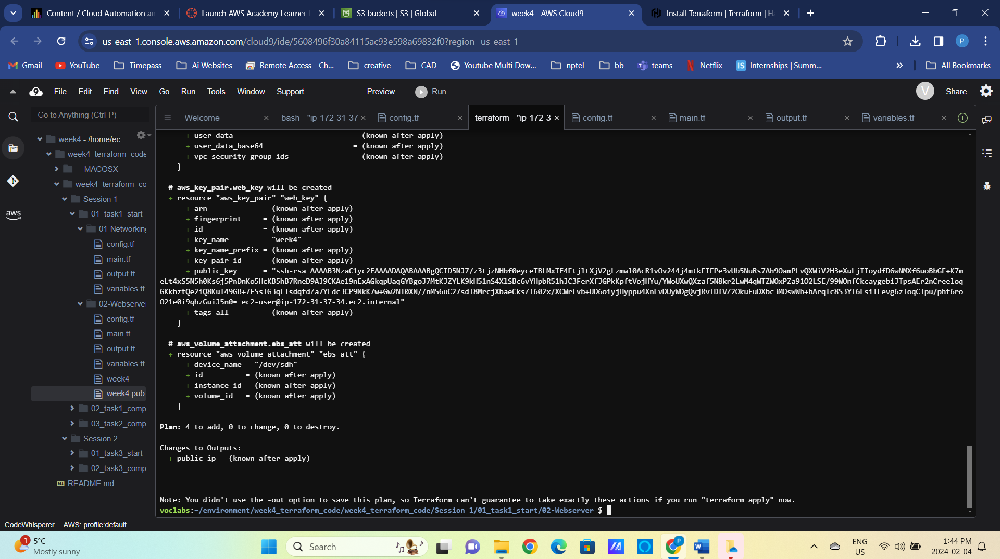 Content / Cloud Automation an
Launch AWS Academy Learner L
S3 buckets | S3 | Global
week4 - AWS Cloud9
Install Terraform | Terraform | Ha
us-east-1.console.aws.amazon.com/cloud9/ide/5608496f30a84115ac93e598a69832f0?region=us-east-1
P
Gmail YouTube Timepass Ai Websites Remote Access - Ch... creative CAD Youtube Multi Dow... nptel bb teams Netflix IS Internships | Summ... » All Bookmarks
9 File Edit Find View Go Run Tools Window Support Preview Run V Share
Go to Anything (Ctrl-P)
Welcome bash - "ip-172-31-37 config.tf terraform - "ip-172-3 config.tf main.tf output.tf variables.tf
aws
week4 - /home/ec
week4_terraform_code
__MACOSX
week4_terraform_co
Session 1
01_task1_start
01-Networking
config.tf
main.tf
output.tf
variables.tf
02-Webserve
config.tf
main.tf
output.tf
variables.tf
week4
week4.pub
02_task1_comp
03_task2_comp
Session 2
01_task3_start
02_task3_comp
README.md
+ user_data = (known after apply)
+ user_data_base64 = (known after apply)
+ vpc_security_group_ids = (known after apply)
}
# aws_key_pair.web_key will be created
+ resource "aws_key_pair" "web_key" {
+ arn = (known after apply)
+ fingerprint = (known after apply)
+ id = (known after apply)
+ key_name = "week4"
+ key_name_prefix = (known after apply)
+ key_pair_id = (known after apply)
+ public_key = "ssh-rsa AAAAB3NzaC1yc2EAAAADAQABAAABgQCID5NJ7/z3tjzNHbf0eyceTBLMxTE4FtjltXjV2gLzmwl0AcR1vOv244j4mtkFIFPe3vUb5NuRs7Ah9OamPLvQXWiV2H3eXuLjIIoydfD6wNMXf6uoBbGF+K7m
eLt4xS5N5h0Ks6j5PnDnKo5HcKB5hB7RneD9AJ9CKAe19nExAGkqpUaqGYBgoJ7MtKJZYLK9kH51nS4XlSBc6vYHpbR51hJC3FerXfJGPkKpftVojHYu/YWoUXwQXzaf5N8kr2LwM4qWTZWOxPZa91O2LSE/99WOnfCkcaygebiJTpsAEr2nCreeloq
GKkhztQe2iQ8KuI49GB+7FSsIG3qElsdqtdZa7YEdc3CP9NkK7w+Gw2Nl0XN//nMS6uC27sdI8MrcjXbaeCksZf602x/XCWrLvb+UD6oiyjHyppu4XnEvDUyWDgQvjRvIDfVZ2OkuFuDXbc3MOswWb+hArqTc8S3YI6EsilLevg6zIoqClpu/pht6ro
O21e0i9qbzGuiJ5n0= ec2-user@ip-172-31-37-34.ec2.internal"
+ tags_all = (known after apply)
}
# aws_volume_attachment.ebs_att will be created
+ resource "aws_volume_attachment" "ebs_att" {
+ device_name = "/dev/sdh"
+ id = (known after apply)
+ instance_id = (known after apply)
+ volume_id = (known after apply)
}
Plan: 4 to add, 0 to change, 0 to destroy.
Changes to Outputs:
+ public_ip = (known after apply)
Note: You didn't use the -out option to save this plan, so Terraform can't guarantee to take exactly these actions if you run "terraform apply" now.
voclabs:~/environment/week4_terraform_code/week4_terraform_code/Session 1/01_task1_start/02-Webserver $
CodeWhisperer AWS: profile:default
1
5°C
Mostly sunny
Search
P
W
ENG
US
1:44 PM
2024-02-04